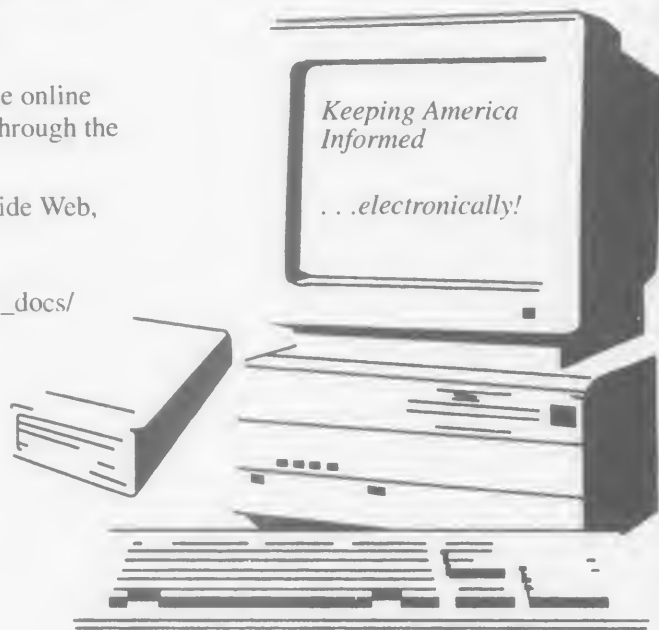 e online
hrough the
ide Web,
_docs/
Keeping America
Informed
. . .electronically!